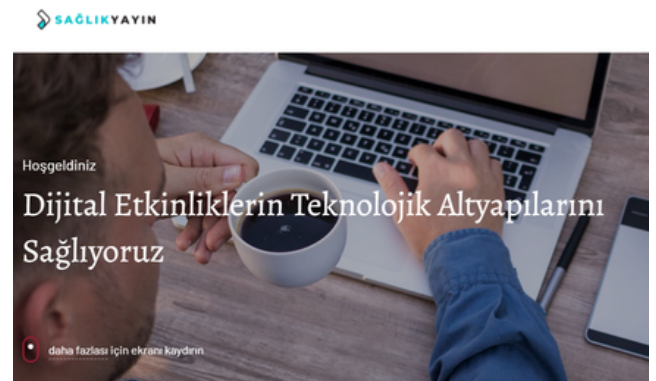 SAĞLIKYAYIN
Hoşgeldiniz
Dijital Etkinliklerin Teknolojik Altyapılarını
Sağlıyoruz
daha fazlası için ekranı kaydırın